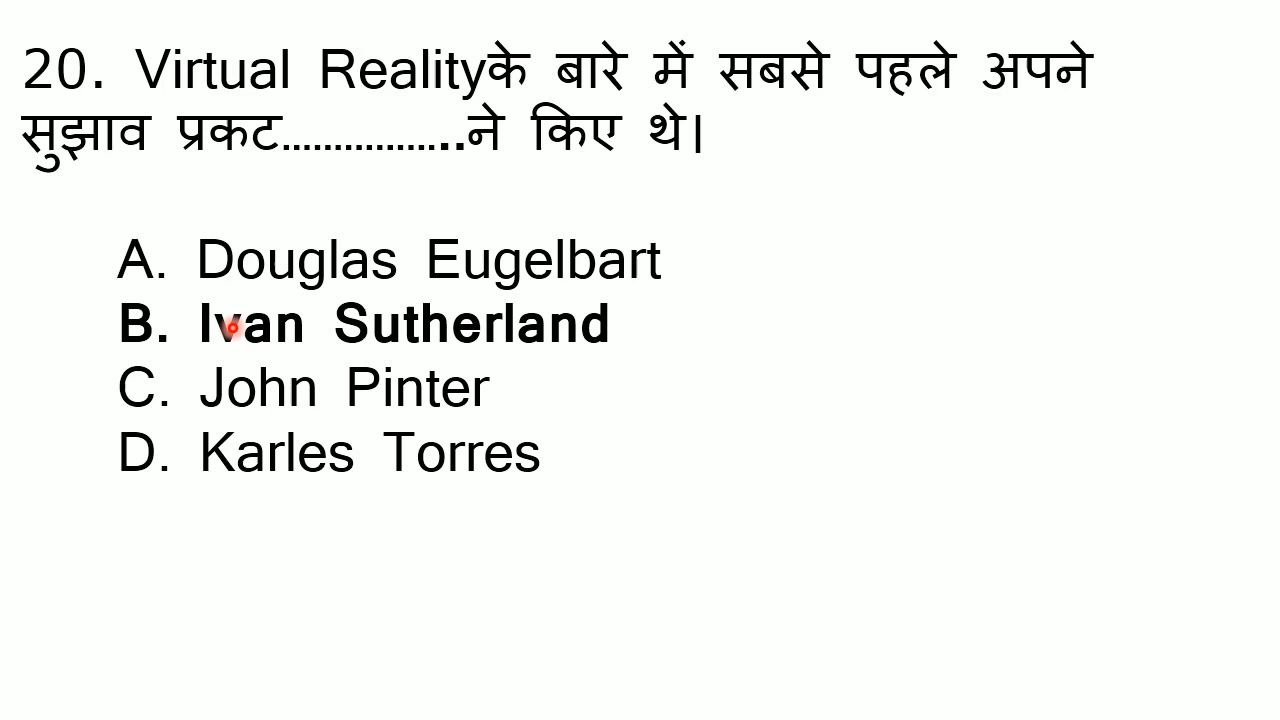 20. Virtual Realityके बारे में सबसे पहले अपने
सुझाव प्रकट……………..ने किए थे।
A. Douglas Eugelbart
B. Ivan Sutherland
C. John Pinter
D. Karles Torres